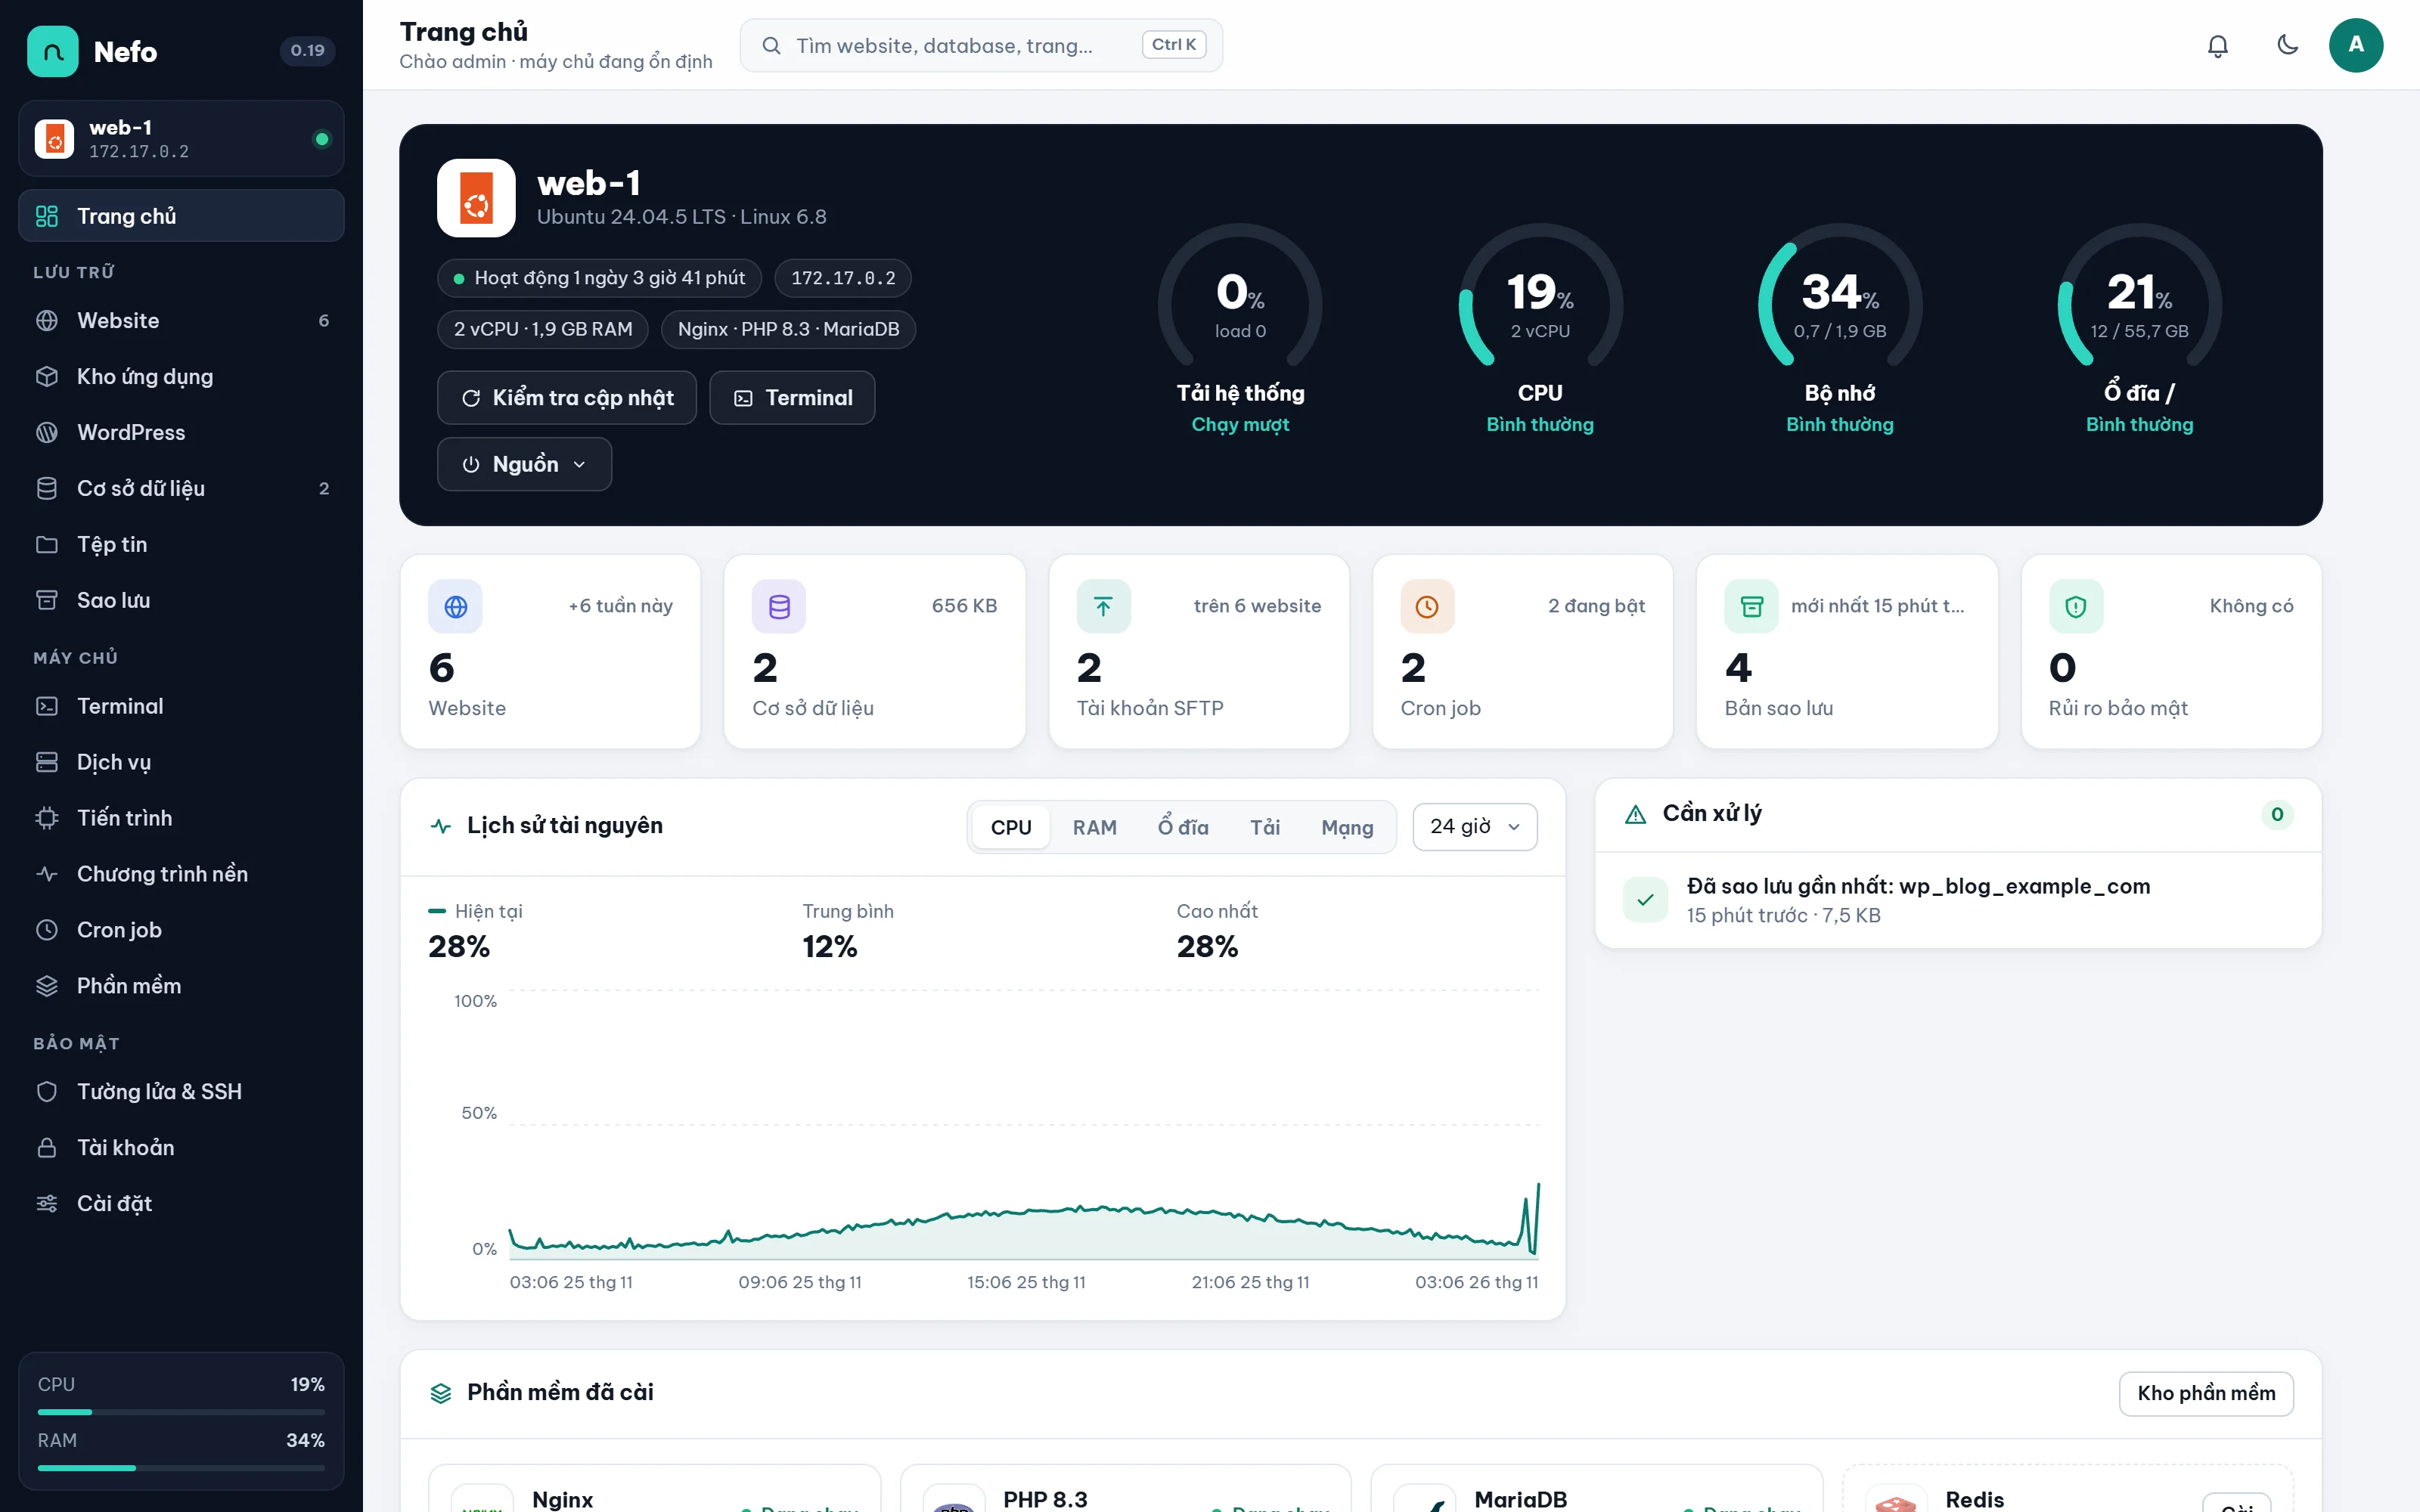 Nefo
0.19
web-1
172.17.0.2
Trang chủ
LƯU TRỮ
Website 6
Kho ứng dụng
WordPress
Cơ sở dữ liệu 2
Tệp tin
Sao lưu
MÁY CHỦ
Terminal
Dịch vụ
Tiến trình
Chương trình nền
Cron job
Phần mềm
BẢO MẬT
Tường lửa & SSH
Tài khoản
Cài đặt
CPU 19%
RAM 34%
Trang chủ
Chào admin · máy chủ đang ổn định
Tìm website, database, trang... Ctrl K
A
web-1
Ubuntu 24.04.5 LTS · Linux 6.8
Hoạt động 1 ngày 3 giờ 41 phút 172.17.0.2
2 vCPU · 1,9 GB RAM Nginx · PHP 8.3 · MariaDB
Kiểm tra cập nhật Terminal
Nguồn
0%
load 0
Tải hệ thống
Chạy mượt
19%
2 vCPU
CPU
Bình thường
34%
0,7 / 1,9 GB
Bộ nhớ
Bình thường
21%
12 / 55,7 GB
Ổ đĩa /
Bình thường
+6 tuần này
6
Website
656 KB
2
Cơ sở dữ liệu
trên 6 website
2
Tài khoản SFTP
2 đang bật
2
Cron job
mới nhất 15 phút t...
4
Bản sao lưu
Không có
0
Rủi ro bảo mật
Lịch sử tài nguyên
CPU RAM Ổ đĩa Tải Mạng 24 giờ
Hiện tại Trung bình Cao nhất
28% 12% 28%
100%
50%
0%
03:06 25 thg 11 09:06 25 thg 11 15:06 25 thg 11 21:06 25 thg 11 03:06 26 thg 11
Cần xử lý 0
Đã sao lưu gần nhất: wp_blog_example_com
15 phút trước · 7,5 KB
Phần mềm đã cài Kho phần mềm
Nginx
PHP 8.3
MariaDB
Redis